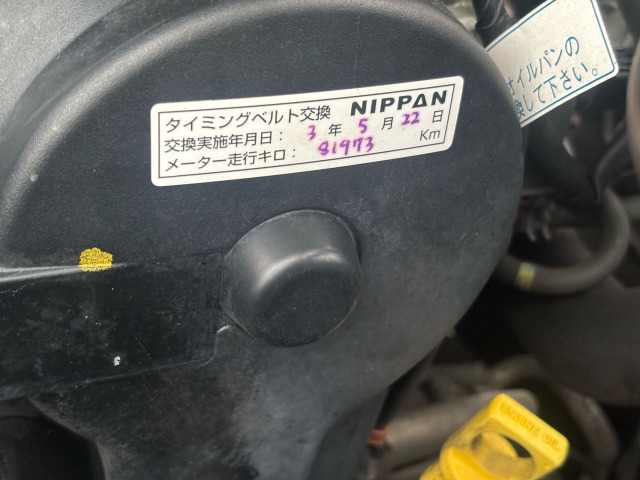 タイミングベルト交換 NIPPAN
交換実施年月日： 3 年 5 月 22 日
メーター走行キロ： 81973 Km
オイルパンの
換して下さい。